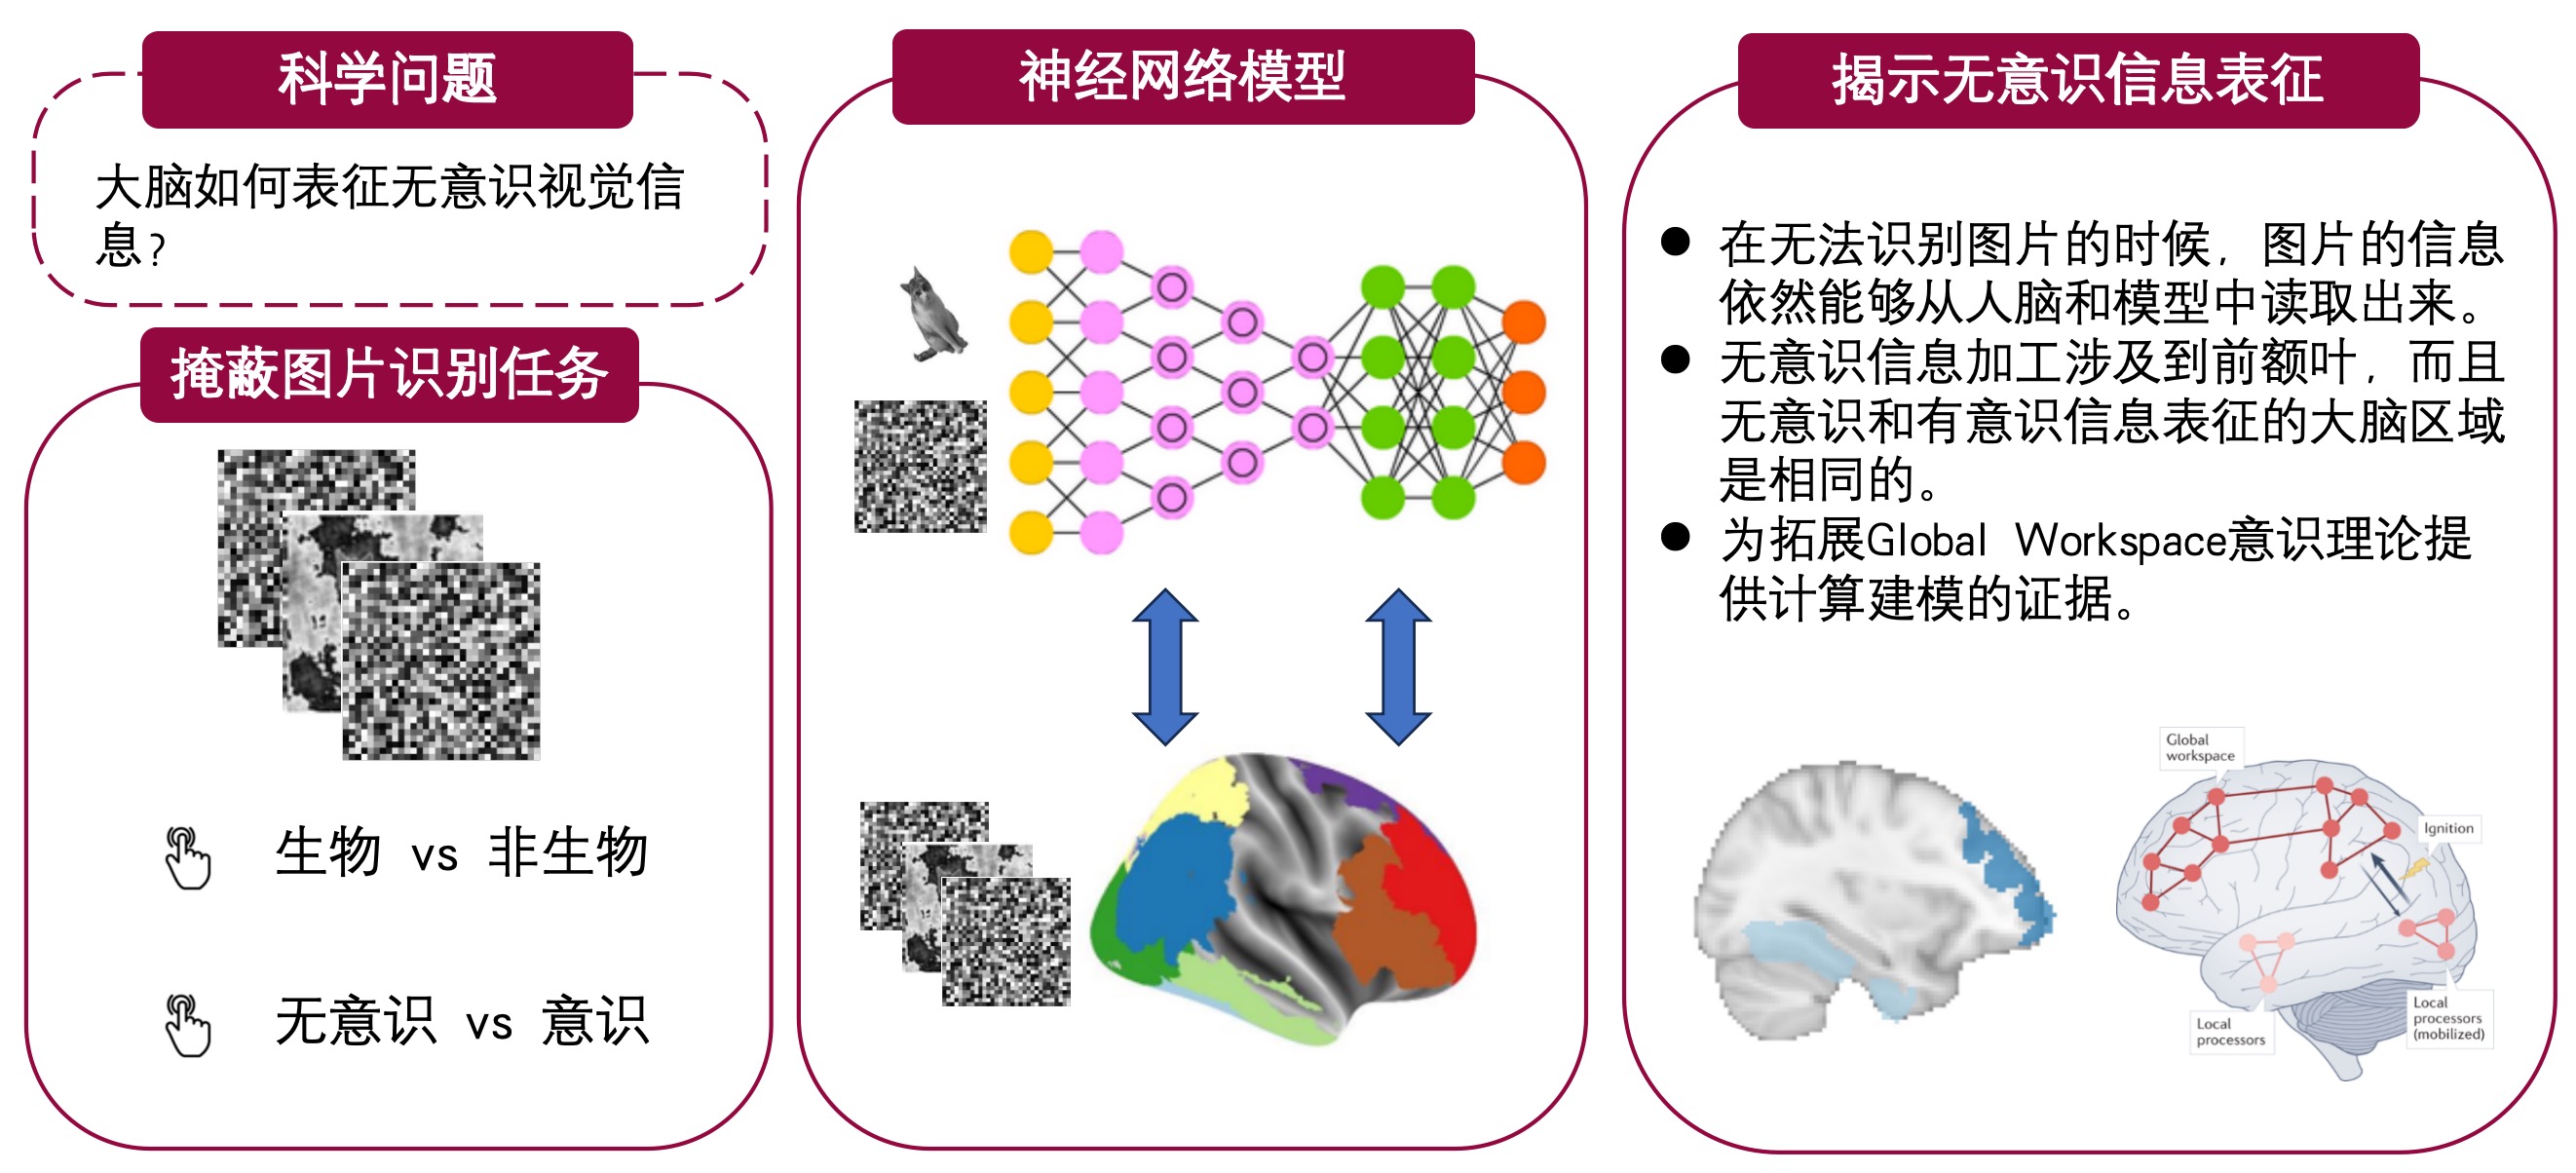 科学问题
大脑如何表征无意识视觉信
息?
掩蔽图片识别任务
生物 vs 非生物
无意识 vs 意识
神经网络模型
揭示无意识信息表征
在无法识别图片的时候，图片的信息
依然能够从人脑和模型中读取出来。
无意识信息加工涉及到前额叶，而且
无意识和有意识信息表征的大脑区域
是相同的。
为拓展Global Workspace意识理论提
供计算建模的证据。
Global
workspace
Ignition
Local
processors
Local
processors
(mobilized)